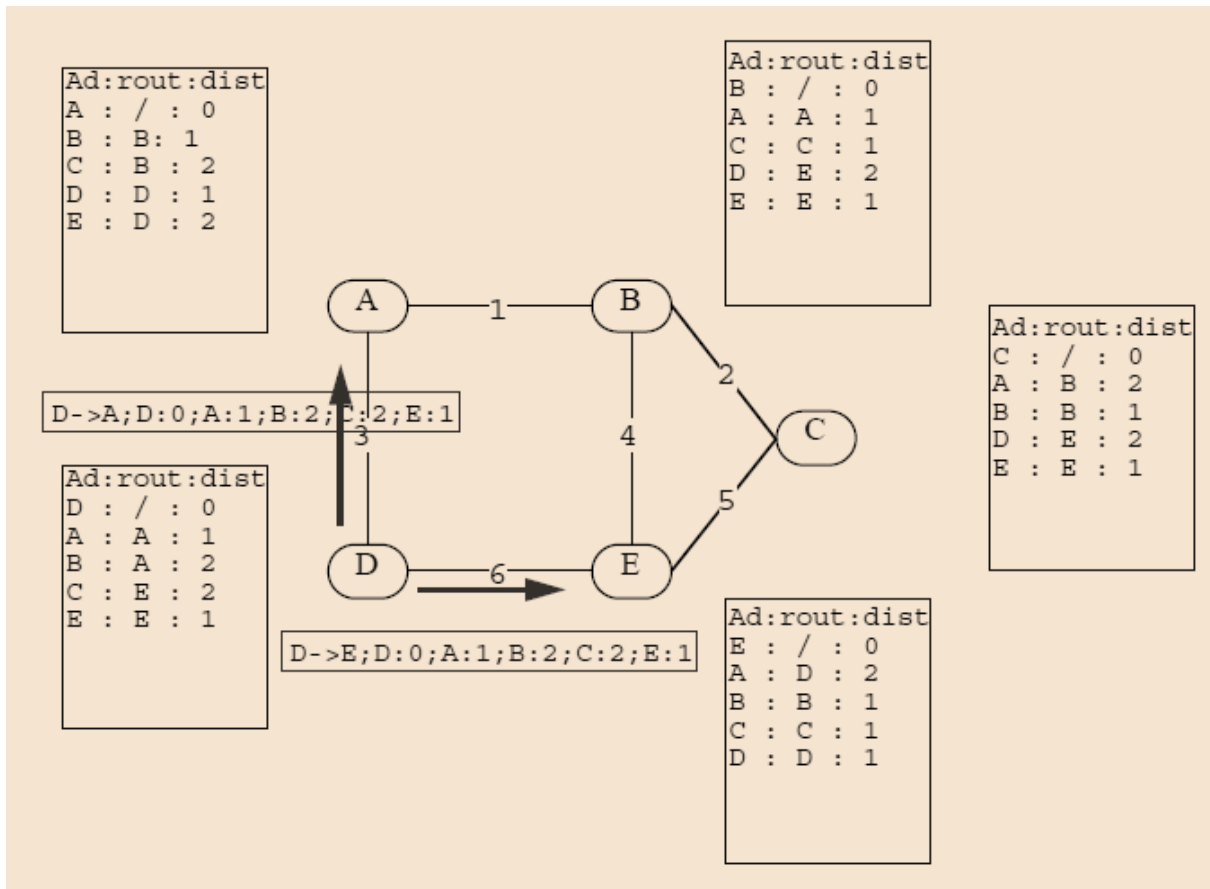 Ad:rout:dist
A : / : 0
B : B: 1
C : B : 2
D : D : 1
E : D : 2
Ad:rout:dist
B : / : 0
A : A : 1
C : C : 1
D : E : 2
E : E : 1
A
1
B
2
C
Ad:rout:dist
C : / : 0
A : B : 2
B : B : 1
D : E : 2
E : E : 1
D->A;D:0;A:1;B:2;C:2;E:1
3
4
5
Ad:rout:dist
D : / : 0
A : A : 1
B : A : 2
C : E : 2
E : E : 1
D
6
E
D->E;D:0;A:1;B:2;C:2;E:1
Ad:rout:dist
E : / : 0
A : D : 2
B : B : 1
C : C : 1
D : D : 1